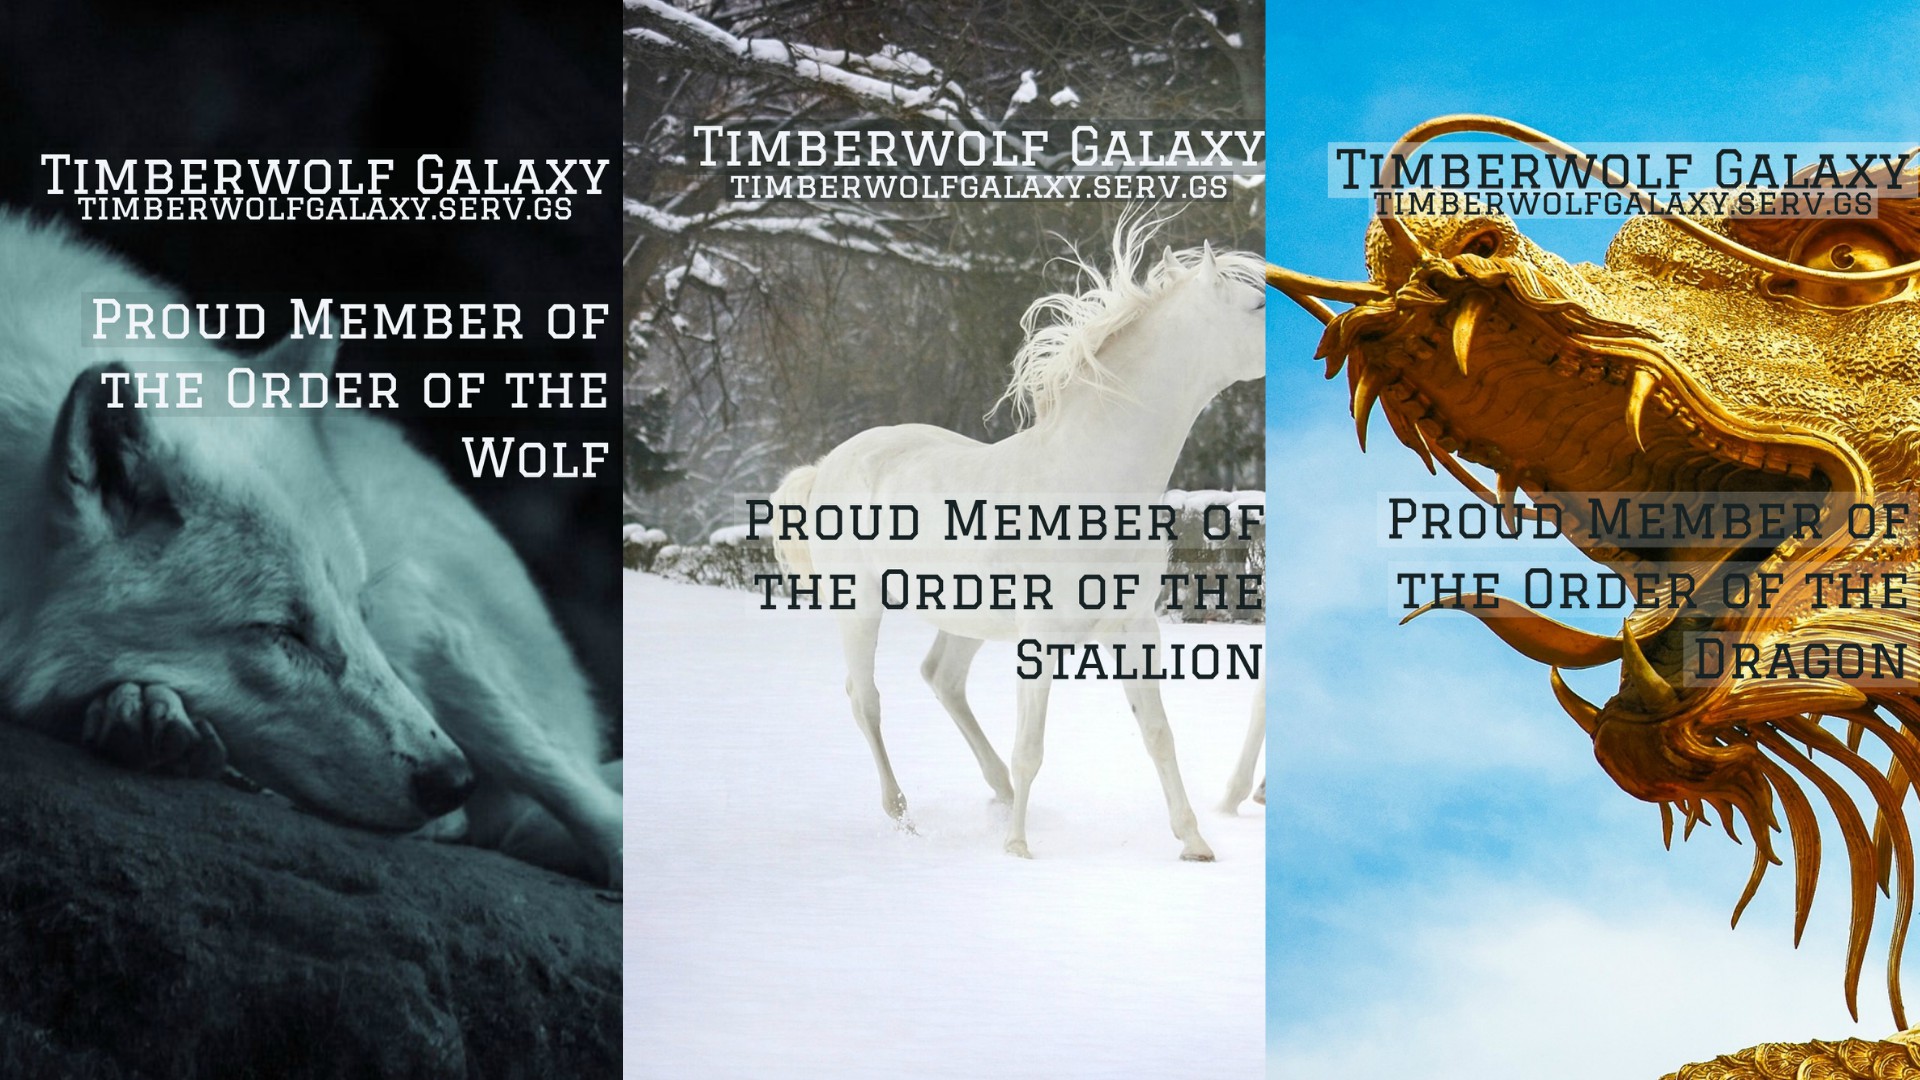 Timberwolf Galaxy
timberwolfgalaxy.serv.gs
Proud Member of
the Order of the
Wolf
Timberwolf Galaxy
timberwolfgalaxy.serv.gs
Proud Member of
the Order of the
Stallion
Timberwolf Galaxy
timberwolfgalaxy.serv.gs
Proud Member of
the Order of the
Dragon